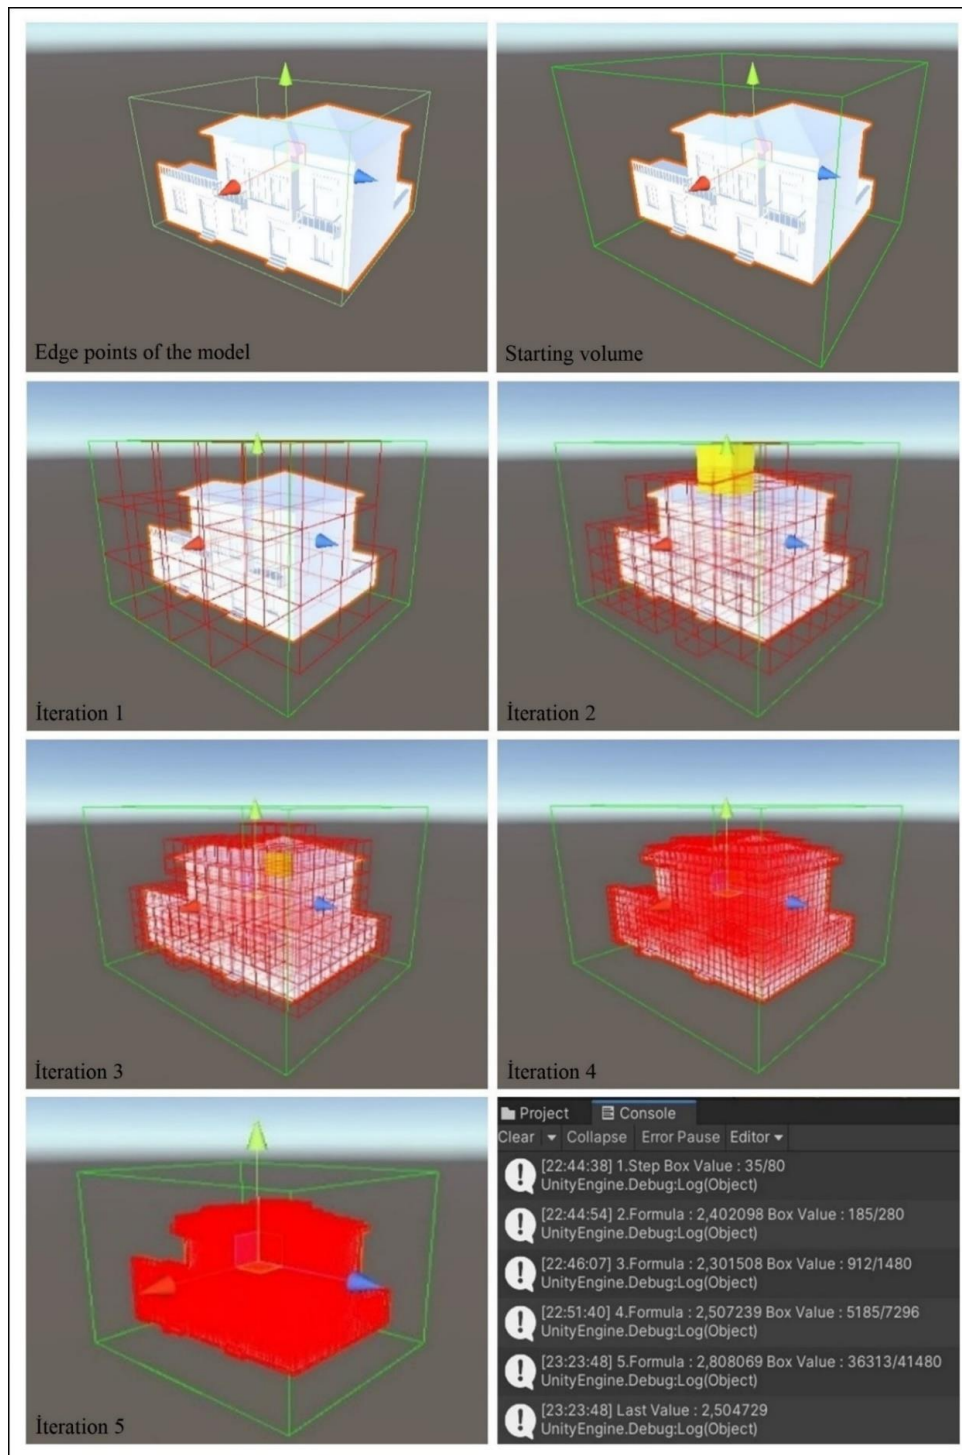 Edge points of the model
Starting volume
İteration 1
İteration 2
İteration 3
İteration 4
İteration 5
Project
Console
Clear
Collapse
Error Pause
Editor
[22:44:38] 1.Step Box Value : 35/80
UnityEngine.Debug:Log(Object)
[22:44:54] 2.Formula : 2,402098 Box Value : 185/280
UnityEngine.Debug:Log(Object)
[22:46:07] 3.Formula : 2,301508 Box Value : 912/1480
UnityEngine.Debug:Log(Object)
[22:51:40] 4.Formula : 2,507239 Box Value : 5185/7296
UnityEngine.Debug:Log(Object)
[23:23:48] 5.Formula : 2,808069 Box Value : 36313/41480
UnityEngine.Debug:Log(Object)
[23:23:48] Last Value : 2,504729
UnityEngine.Debug:Log(Object)